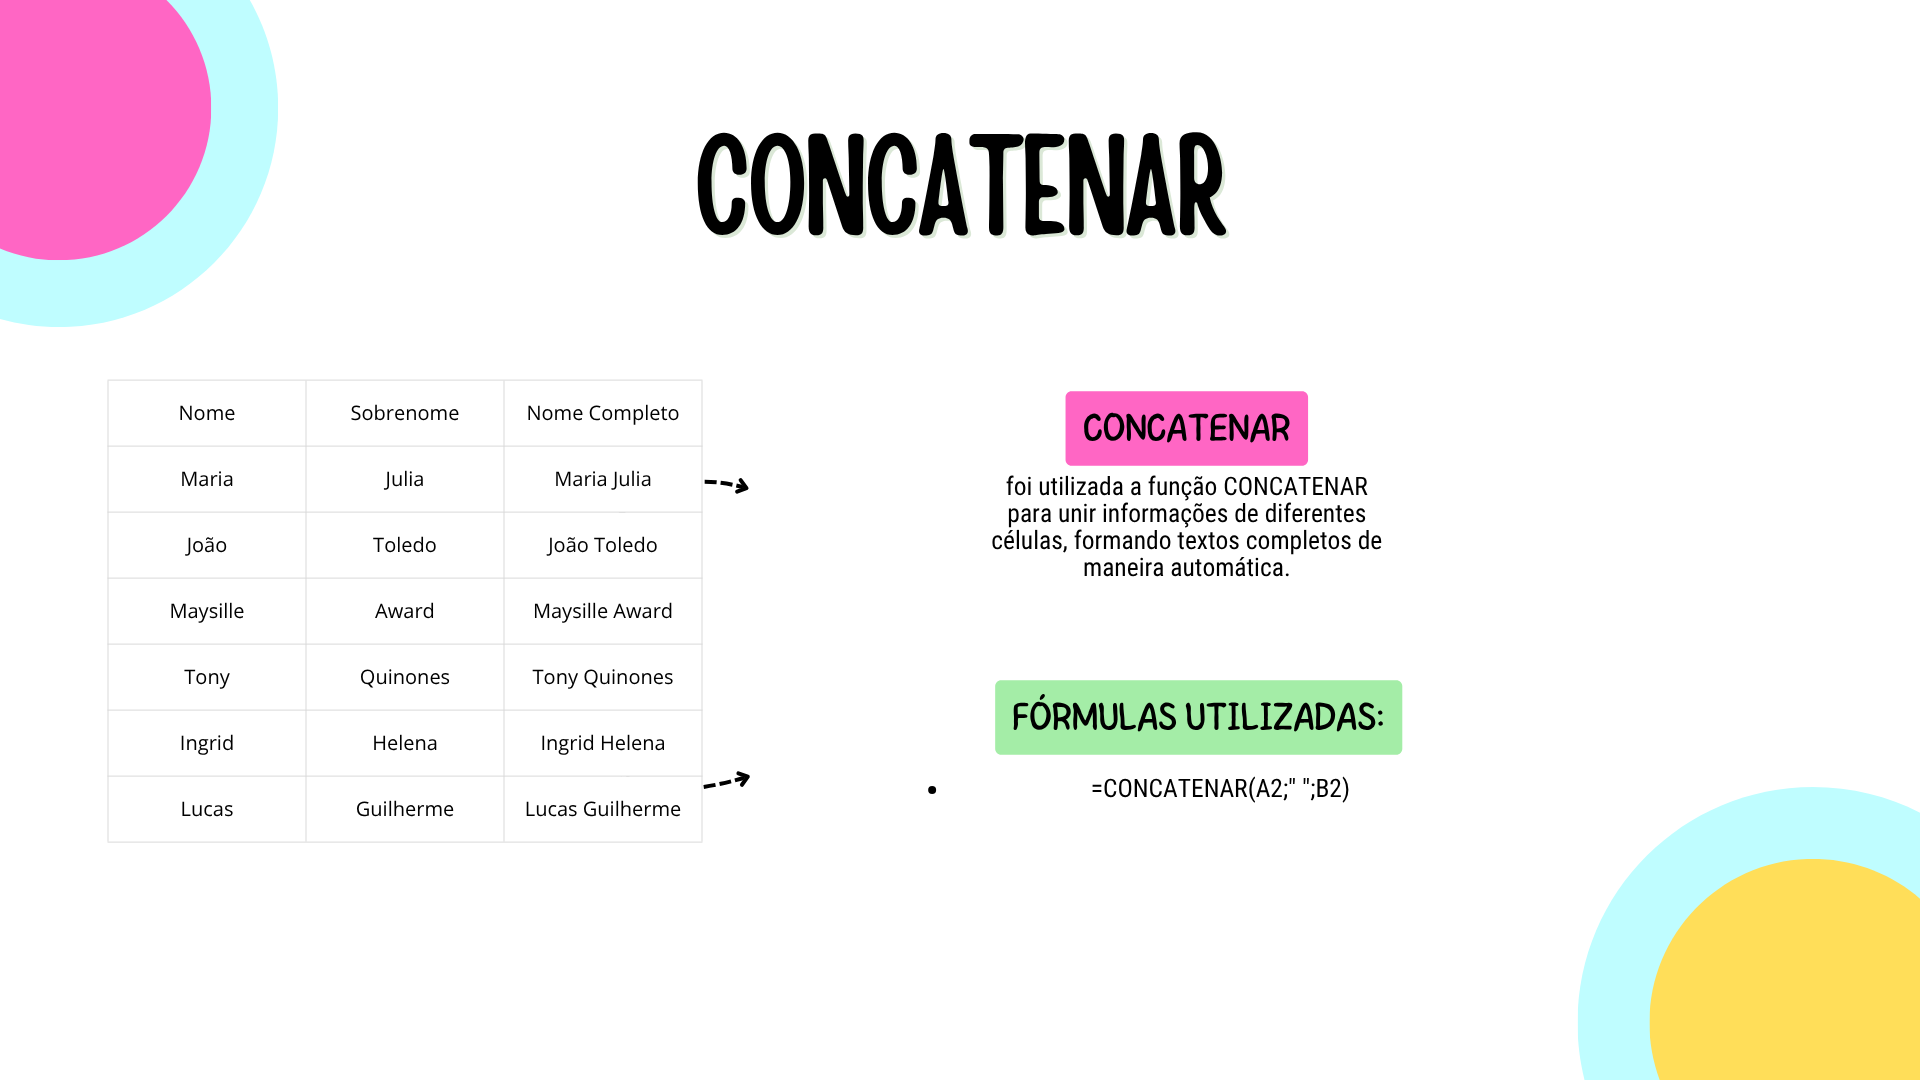 CONCATENAR
Nome Sobrenome Nome Completo
Maria Julia Maria Julia
João Toledo João Toledo
Maysille Award Maysille Award
Tony Quinones Tony Quinones
Ingrid Helena Ingrid Helena
Lucas Guilherme Lucas Guilherme
CONCATENAR
foi utilizada a função CONCATENAR
para unir informações de diferentes
células, formando textos completos de
maneira automática.
FÓRMULAS UTILIZADAS:
• =CONCATENAR(A2;" ";B2)